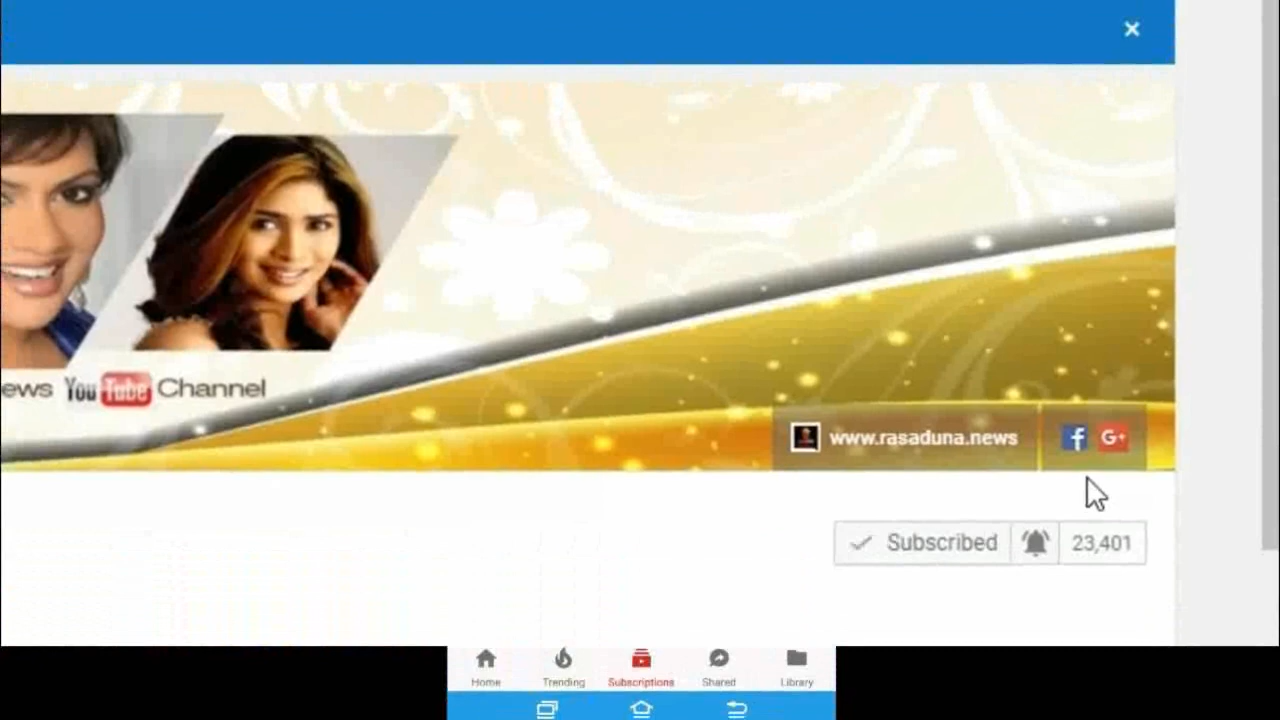 ews YouTube Channel
www.rasaduna.news
f G+
Subscribed 23,401
Home Trending Subscriptions Shared Library